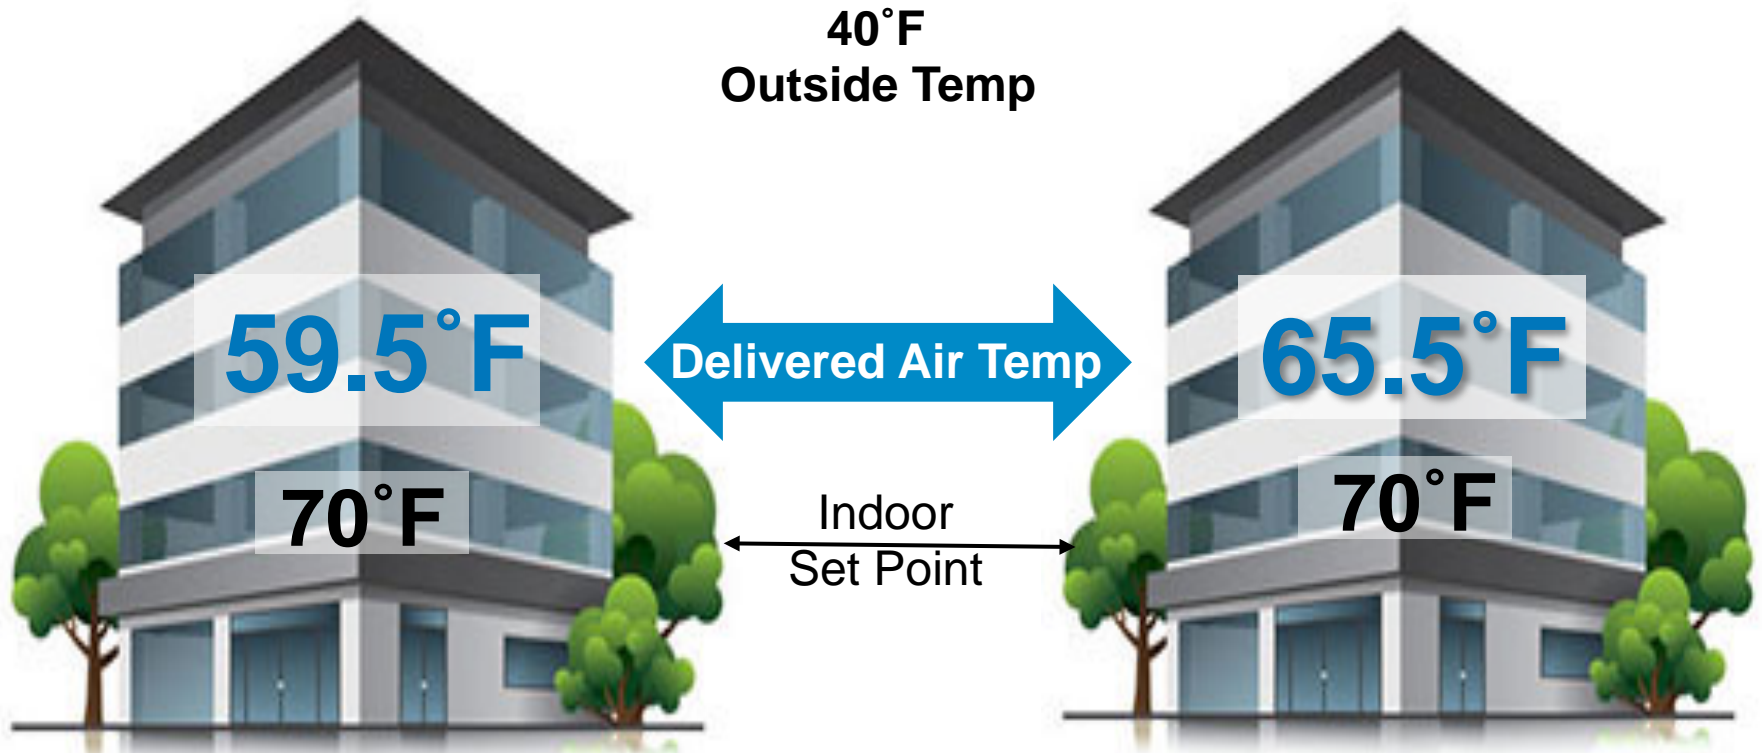 40˚F
Outside Temp
59.5˚F
Delivered Air Temp
65.5˚F
70˚F
Indoor
Set Point
70˚F